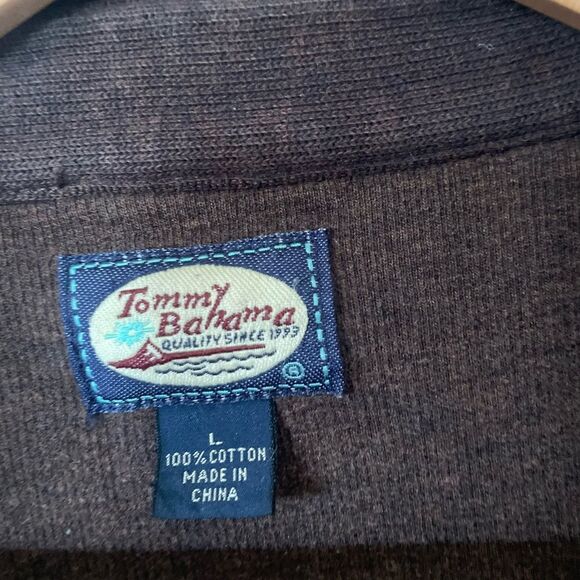 Tommy
Bahama
QUALITY SINCE 1993
L
100% COTTON
MADE IN
CHINA